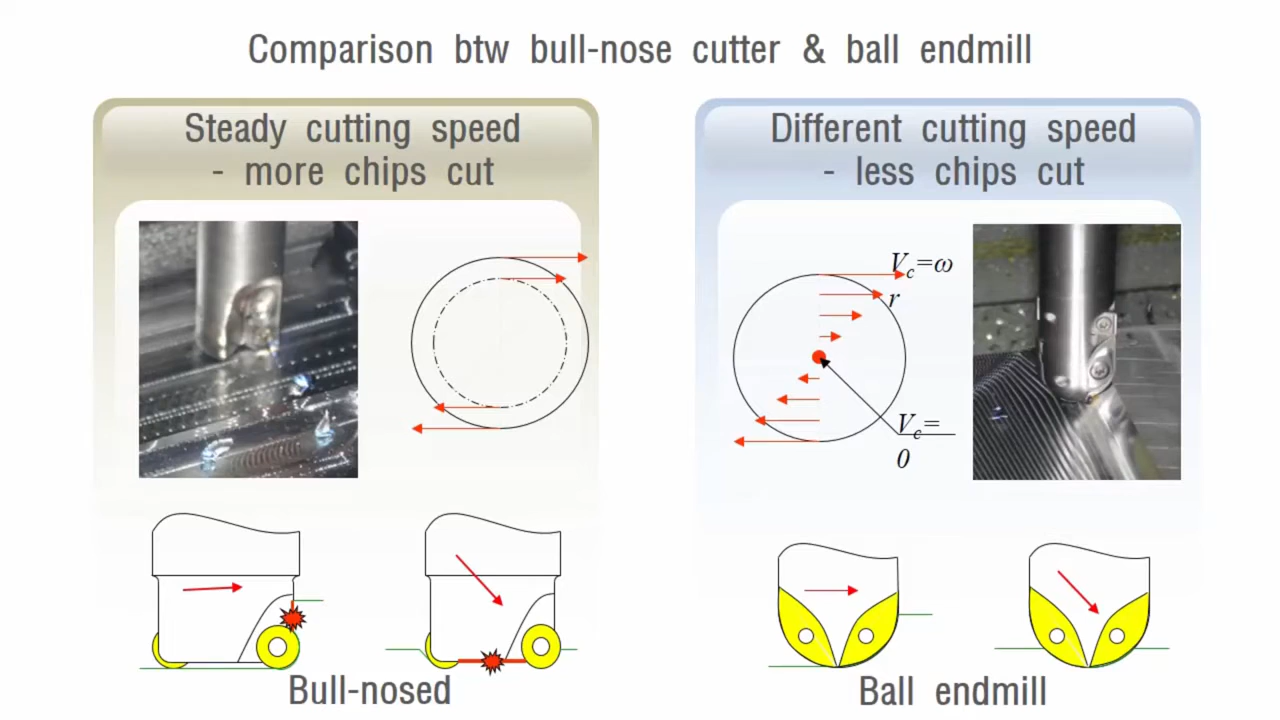 Comparison btw bull-nose cutter & ball endmill
Steady cutting speed
- more chips cut
Different cutting speed
- less chips cut
Vc=ω
r
Vc=
0
Bull-nosed
Ball endmill